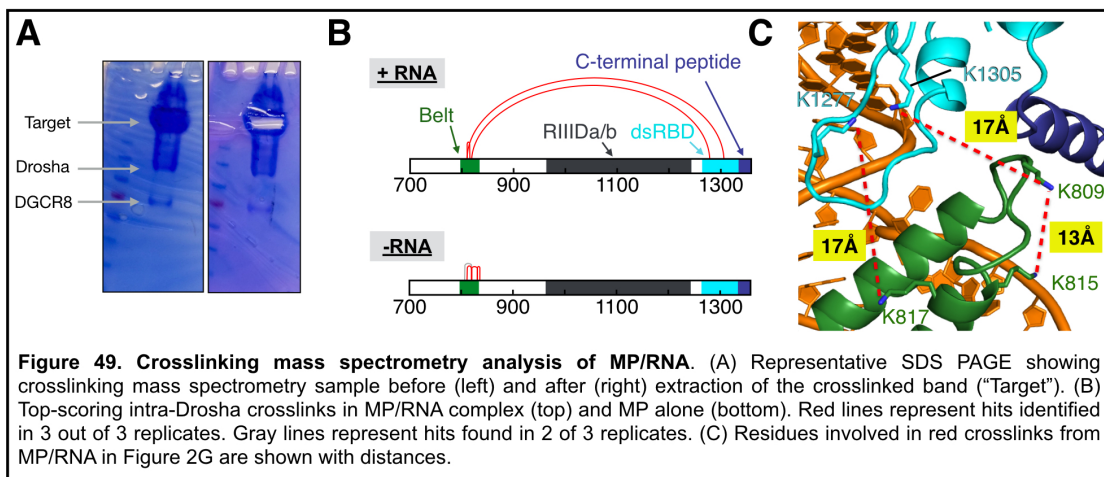 A
Target
Drosha
DGCR8
B
+ RNA
C-terminal peptide
Belt
RIIIDa/b
dsRBD
700 900 1100 1300
-RNA
700 900 1100 1300
C
K1305
K1277
17Å
K809
17Å
13Å
K815
K817
Figure 49. Crosslinking mass spectrometry analysis of MP/RNA. (A) Representative SDS PAGE showing
crosslinking mass spectrometry sample before (left) and after (right) extraction of the crosslinked band (“Target”). (B)
Top-scoring intra-Drosha crosslinks in MP/RNA complex (top) and MP alone (bottom). Red lines represent hits identified
in 3 out of 3 replicates. Gray lines represent hits found in 2 of 3 replicates. (C) Residues involved in red crosslinks from
MP/RNA in Figure 2G are shown with distances.